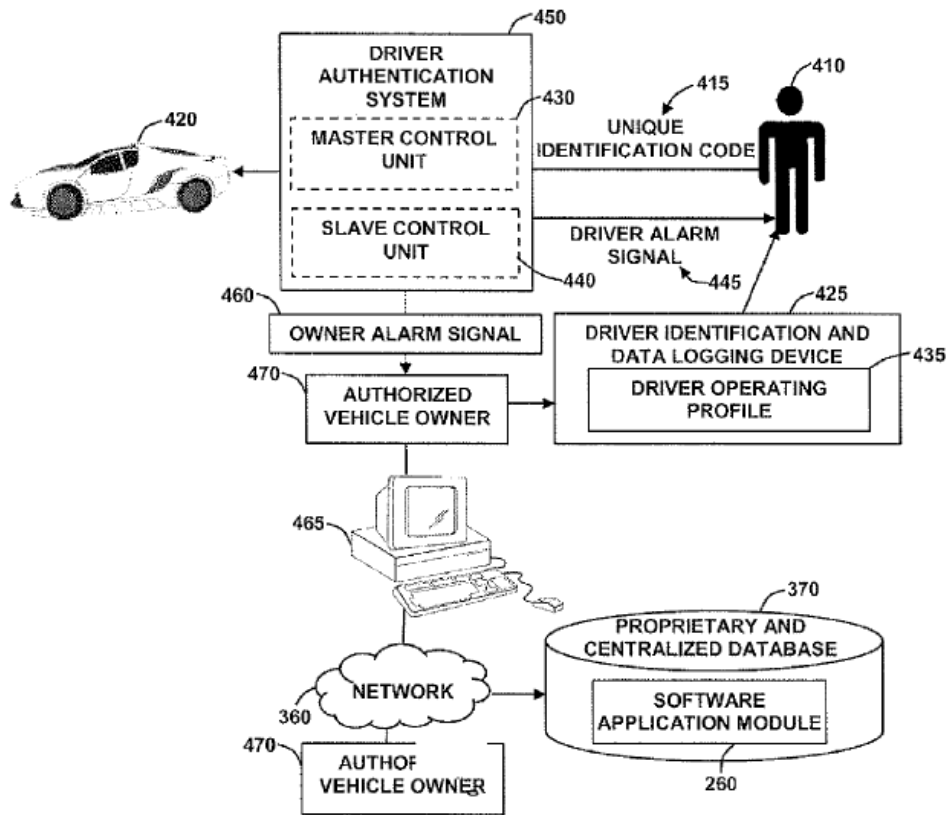 450
DRIVER
AUTHENTICATION
SYSTEM
430
MASTER CONTROL
UNIT
SLAVE CONTROL
UNIT
440
420
410
415
UNIQUE
IDENTIFICATION CODE
DRIVER ALARM
SIGNAL
445
460
OWNER ALARM SIGNAL
425
DRIVER IDENTIFICATION AND
DATA LOGGING DEVICE
435
DRIVER OPERATING
PROFILE
470
AUTHORIZED
VEHICLE OWNER
465
370
PROPRIETARY AND
CENTRALIZED DATABASE
SOFTWARE
APPLICATION MODULE
260
NETWORK
360
470
VEHICLE OWNER